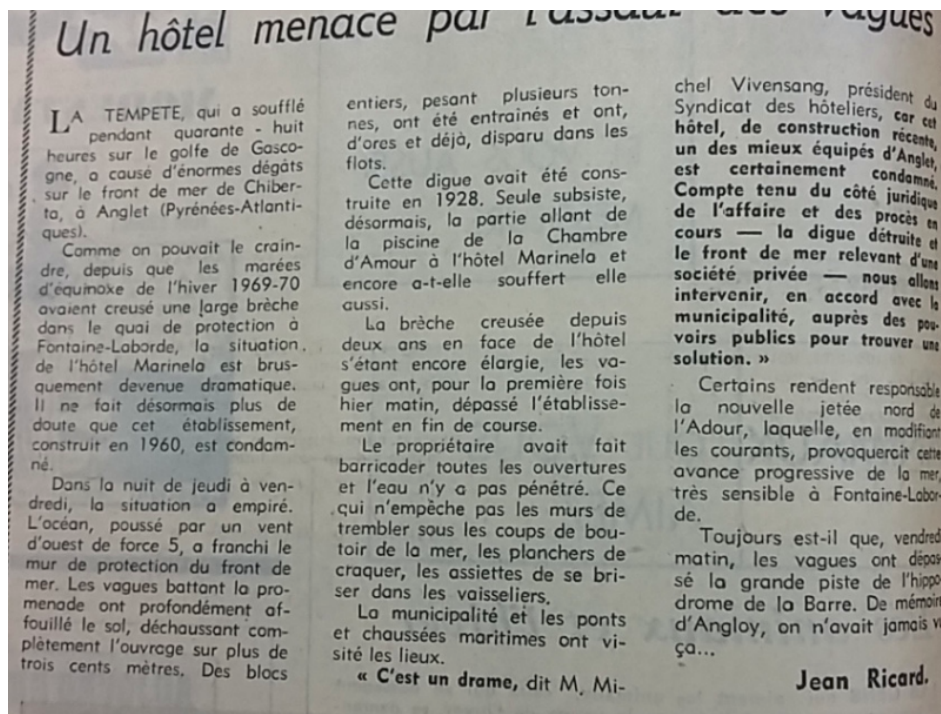 Un hôtel menacé par l'assaut des vagues
LA TEMPETE, qui a soufflé
pendant quarante - huit
heures sur le golfe de Gasco-
gne, a causé d'énormes dégâts
sur le front de mer de Chiber-
ta, à Anglet (Pyrénées-Atlanti-
ques).
Comme on pouvait le crain-
dre, depuis que les marées
d'équinoxe de l'hiver 1969-70
avaient creusé une large brèche
dans le quai de protection à
Fontaine-Laborde, la situation
de l'hôtel Marinela est brus-
quement devenue dramatique.
Il ne fait désormais plus de
doute que cet établissement,
construit en 1960, est condam-
né.
Dans la nuit de jeudi à ven-
dredi, la situation a empiré.
L'océan, poussé par un vent
d'ouest de force 5, a franchi le
mur de protection du front de
mer. Les vagues battant la pro-
menade ont profondément af-
fouillé le sol, déchaussant com-
plètement l'ouvrage sur plus de
trois cents mètres. Des blocs
entiers, pesant plusieurs ton-
nes, ont été entraînés et ont,
d'ores et déjà, disparu dans les
flots.
Cette digue avait été cons-
truite en 1928. Seule subsiste,
désormais, la partie allant de
la piscine de la Chambre
d'Amour à l'hôtel Marinela et
encore a-t-elle souffert elle
aussi.
La brèche creusée depuis
deux ans en face de l'hôtel
s'étant encore élargie, les va-
gues ont, pour la première fois
hier matin, dépassé l'établisse-
ment en fin de course.
Le propriétaire avait fait
barricader toutes les ouvertures
et l'eau n'y a pas pénétré. Ce
qui n'empêche pas les murs de
trembler sous les coups de bou-
toir de la mer, les planchers de
craquer, les assiettes de se bri-
ser dans les vaisseliers.
La municipalité et les ponts
et chaussées maritimes ont vi-
sité les lieux.
« C'est un drame, dit M. Mi-
chel Vivensang, président du
Syndicat des hôteliers, car cet
hôtel, de construction récente,
un des mieux équipés d'Anglet,
est certainement condamné.
Compte tenu du côté juridique
de l'affaire et des procès en
cours — la digue détruite et
le front de mer relevant d'une
société privée — nous allons
intervenir, en accord avec la
municipalité, auprès des pou-
voirs publics pour trouver une
solution. »
Certains rendent responsable
la nouvelle jetée nord de
l'Adour, laquelle, en modifiant
les courants, provoquerait cette
avance progressive de la mer,
très sensible à Fontaine-Labor-
de.
Toujours est-il que, vendredi
matin, les vagues ont dépas-
sé la grande piste de l'hippo-
drome de la Barre. De mémoire
d'Angloy, on n'avait jamais vu
ça...
Jean Ricard.